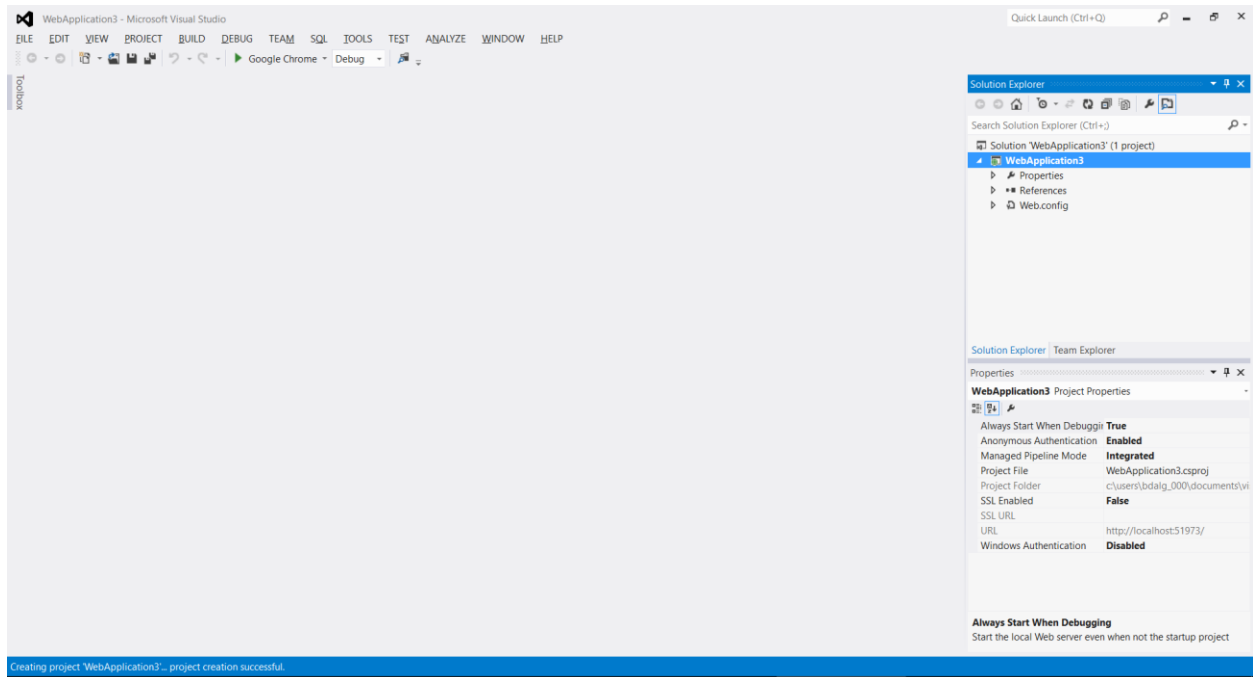 WebApplication3 - Microsoft Visual Studio
Quick Launch (Ctrl+Q)
FILE EDIT VIEW PROJECT BUILD DEBUG TEAM SQL TOOLS TEST ANALYZE WINDOW HELP
Google Chrome Debug
Toolbox
Solution Explorer
Search Solution Explorer (Ctrl+;)
Solution 'WebApplication3' (1 project)
WebApplication3
Properties
References
Web.config
Solution Explorer Team Explorer
Properties
WebApplication3 Project Properties
Always Start When Debuggin True
Anonymous Authentication Enabled
Managed Pipeline Mode Integrated
Project File WebApplication3.csproj
Project Folder c:\users\bdalg_000\documents\vi
SSL Enabled False
SSL URL
URL http://localhost:51973/
Windows Authentication Disabled
Always Start When Debugging
Start the local Web server even when not the startup project
Creating project 'WebApplication3'... project creation successful.